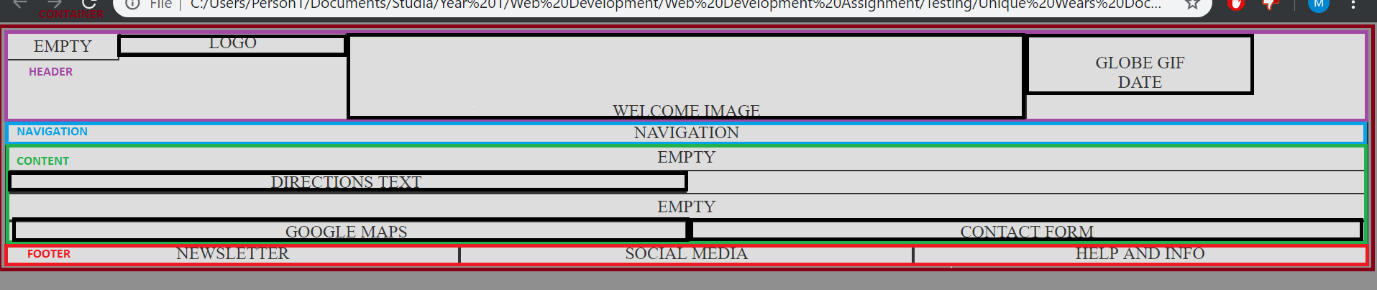 File | C:/Users/Person1/Documents/Studia/Year%201/Web%20Development/Web%20Development%20Assignment/Testing/Unique%20Wears%20Doc...
M
CONTAINER
EMPTY
LOGO
GLOBE GIF
DATE
HEADER
WELCOME IMAGE
NAVIGATION
NAVIGATION
EMPTY
CONTENT
DIRECTIONS TEXT
EMPTY
GOOGLE MAPS
CONTACT FORM
FOOTER
NEWSLETTER
SOCIAL MEDIA
HELP AND INFO